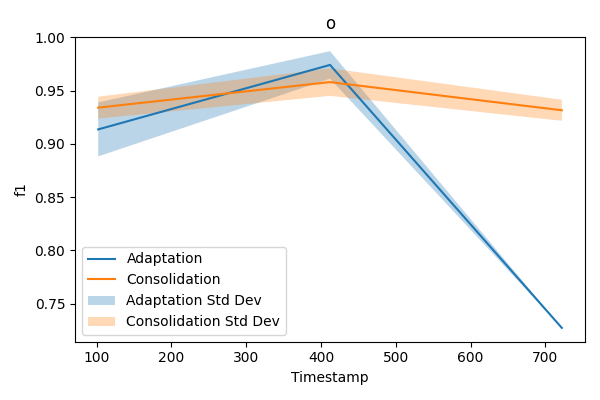 o
1.00
0.95
0.90
0.85
0.80
0.75
f1
Adaptation
Consolidation
Adaptation Std Dev
Consolidation Std Dev
100 200 300 400 500 600 700
Timestamp